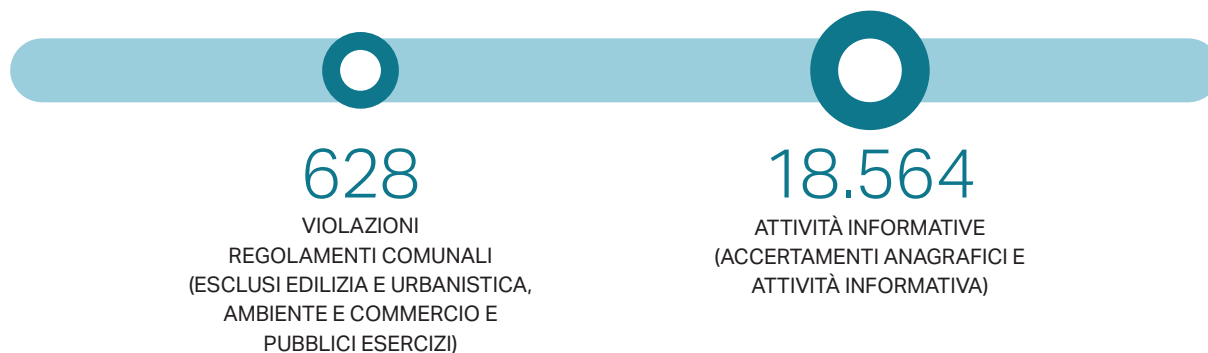 628
VIOLAZIONI
REGOLAMENTI COMUNALI
(ESCLUSI EDILIZIA E URBANISTICA,
AMBIENTE E COMMERCIO E
PUBBLICI ESERCIZI)
18.564
ATTIVITÀ INFORMATIVE
(ACCERTAMENTI ANAGRAFICI E
ATTIVITÀ INFORMATIVA)